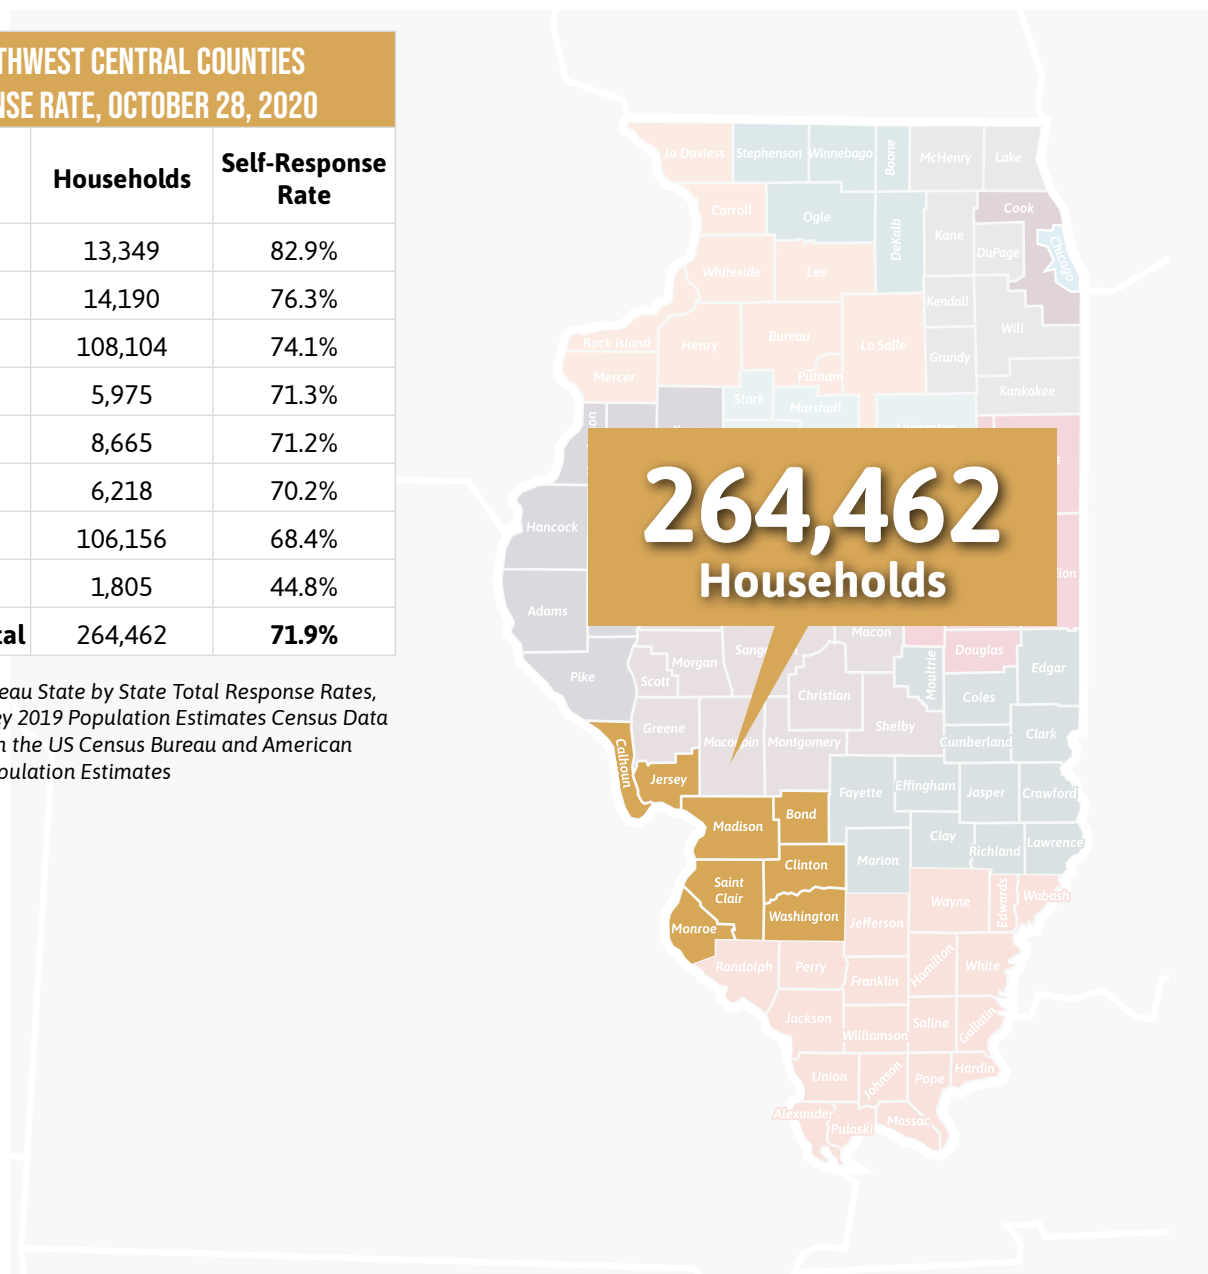 THWEST CENTRAL COUNTIES
NSE RATE, OCTOBER 28, 2020
Households Self-Response Rate
13,349 82.9%
14,190 76.3%
108,104 74.1%
5,975 71.3%
8,665 71.2%
6,218 70.2%
106,156 68.4%
1,805 44.8%
tal 264,462 71.9%
eau State by State Total Response Rates,
ey 2019 Population Estimates Census Data
n the US Census Bureau and American
pulation Estimates
Jo Daviess
Stephenson
Winnebago
Boone
McHenry
Lake
Carroll
Ogle
DeKalb
Kane
Cook
DuPage
Chicago
Whiteside
Lee
Kendall
Will
Rock Island
Henry
Bureau
La Salle
Grundy
Mercer
Putnam
Kankakee
Stark
Marshall
Livingston
264,462
Households
Hancock
Adams
Macon
Pike
Scott
Morgan
Sang
Christian
Moultrie
Douglas
Edgar
Coles
Greene
Macoupin
Montgomery
Shelby
Cumberland
Clark
Calhoun
Jersey
Fayette
Effingham
Jasper
Crawford
Madison
Bond
Clay
Richland
Lawrence
Marion
Clinton
Saint
Clair
Washington
Monroe
Jefferson
Wayne
Edwards
Wabash
Randolph
Perry
Franklin
Hamilton
White
Jackson
Williamson
Saline
Gallatin
Union
Johnson
Pope
Hardin
Alexander
Pulaski
Massac